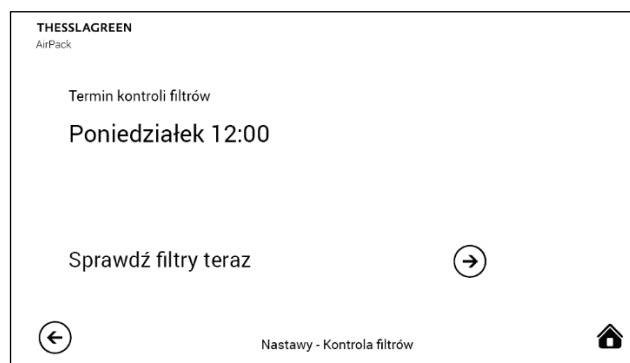 THESSLAGREEN
AirPack
Termin kontroli filtrów
Poniedziałek 12:00
Sprawdź filtry teraz
Nastawy - Kontrola filtrów